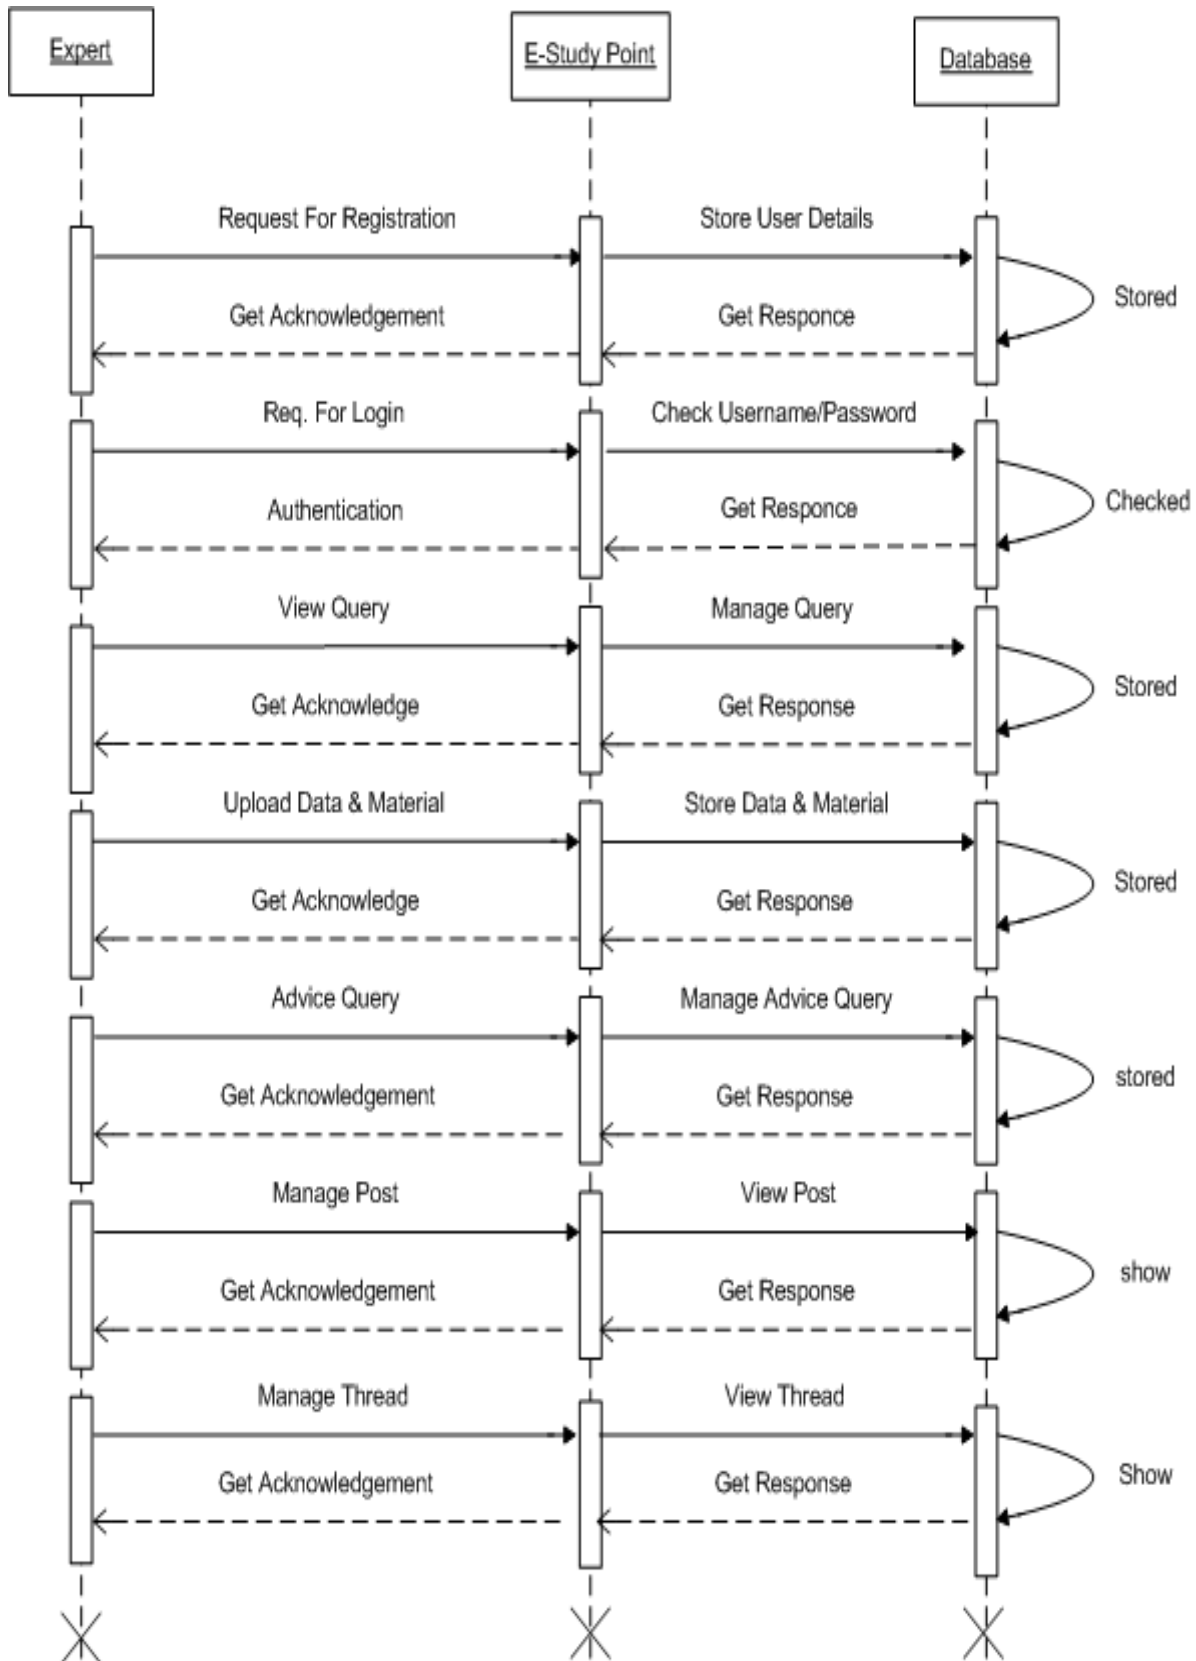 Expert
E-Study Point
Database
Request For Registration
Store User Details
Stored
Get Acknowledgement
Get Responce
Req. For Login
Check Username/Password
Checked
Authentication
Get Responce
View Query
Manage Query
Stored
Get Acknowledge
Get Response
Upload Data & Material
Store Data & Material
Stored
Get Acknowledge
Get Response
Advice Query
Manage Advice Query
stored
Get Acknowledgement
Get Response
Manage Post
View Post
show
Get Acknowledgement
Get Response
Manage Thread
View Thread
Show
Get Acknowledgement
Get Response